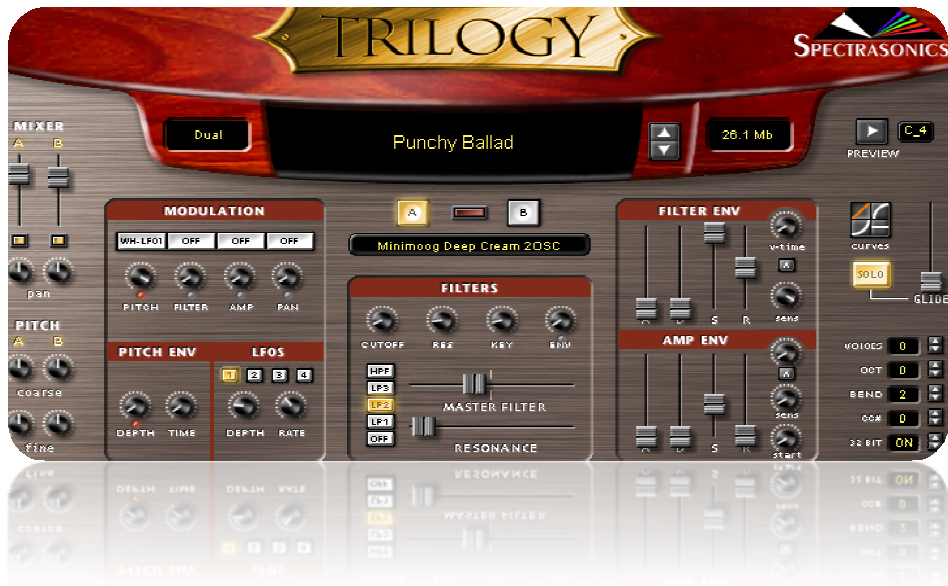 TRILOGY
SPECTRASONICS
Dual
Punchy Ballad
26.1 Mb
C_4
PREVIEW
MIXER
A B
pan
PITCH
A B
coarse
fine
MODULATION
WH-LFO1 OFF OFF OFF
PITCH FILTER AMP PAN
PITCH ENV
LFOS
1 2 3 4
DEPTH TIME
DEPTH RATE
A B
Minimoog Deep Cream 2OSC
FILTERS
CUTOFF RES KEY ENV
HPF
LP3
LP2
LP1
OFF
MASTER FILTER
RESONANCE
FILTER ENV
v-time
S R
sens
AMP ENV
S
sens
start
curves
SOLO
GLIDE
VOICES 0
OCT 0
BEND 2
CC# 0
32 BIT ON